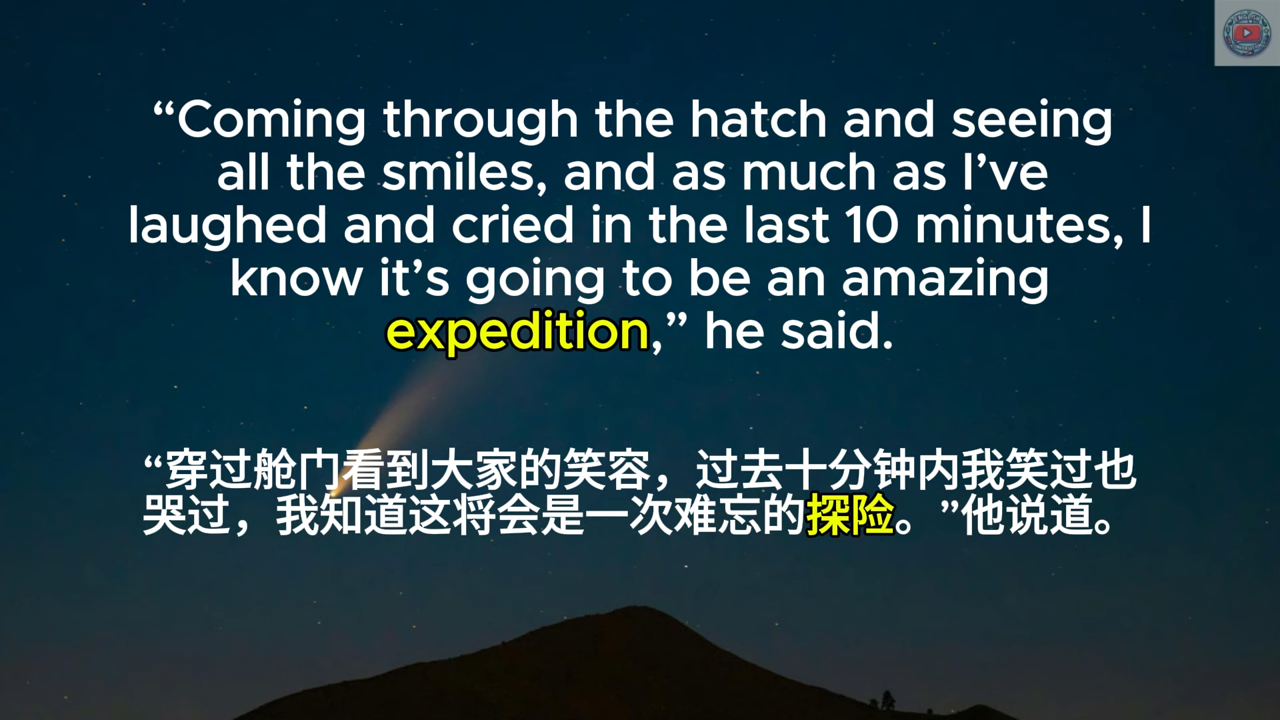 “Coming through the hatch and seeing
all the smiles, and as much as I’ve
laughed and cried in the last 10 minutes, I
know it’s going to be an amazing
expedition,” he said.
“穿过舱门看到大家的笑容，过去十分钟内我笑过也
哭过，我知道这将会是一次难忘的探险。”他说道。